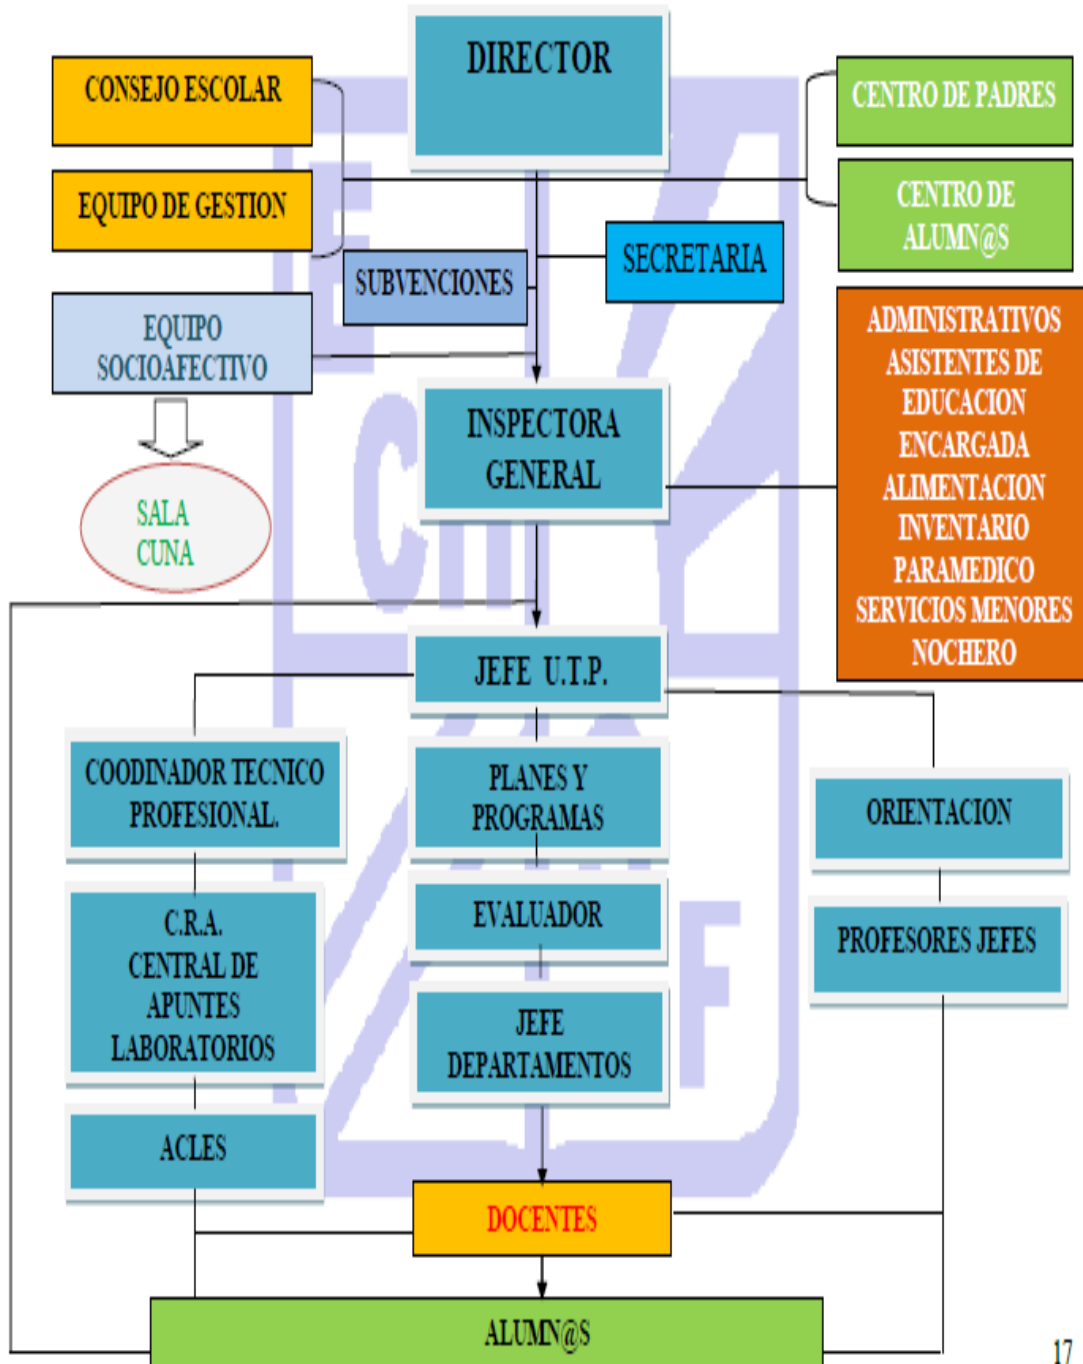 DIRECTOR
CONSEJO ESCOLAR
CENTRO DE PADRES
EQUIPO DE GESTION
CENTRO DE
ALUMN@S
SUBVENCIONES
SECRETARIA
EQUIPO
SOCIOAFECTIVO
ADMINISTRATIVOS
ASISTENTES DE
EDUCACION
ENCARGADA
ALIMENTACION
INVENTARIO
PARAMEDICO
SERVICIOS MENORES
NOCHERO
INSPECTORA
GENERAL
SALA
CUNA
JEFE U.T.P.
COODINADOR TECNICO
PROFESIONAL.
PLANES Y
PROGRAMAS
ORIENTACION
C.R.A.
CENTRAL DE
APUNTES
LABORATORIOS
EVALUADOR
PROFESORES JEFES
JEFE
DEPARTAMENTOS
ACLES
DOCENTES
ALUMN@S
17
E
CH
F